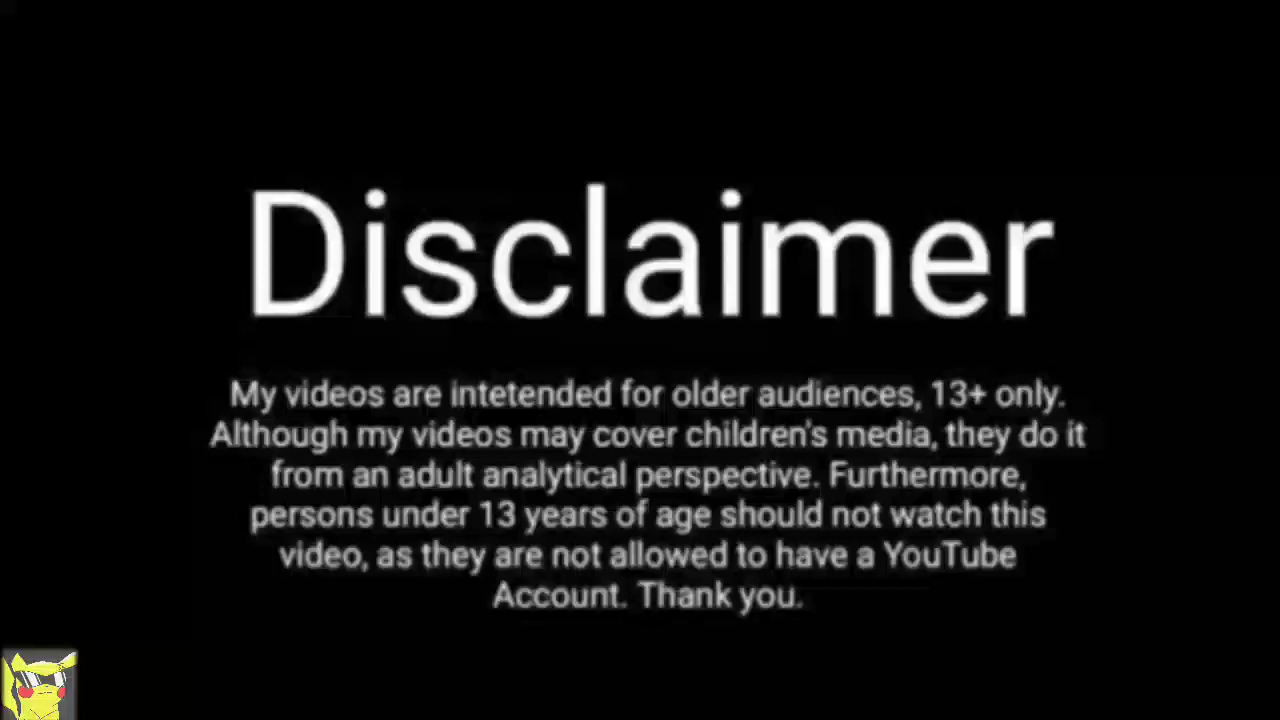 Disclaimer
My videos are intetended for older audiences, 13+ only.
Although my videos may cover children's media, they do it
from an adult analytical perspective. Furthermore,
persons under 13 years of age should not watch this
video, as they are not allowed to have a YouTube
Account. Thank you.